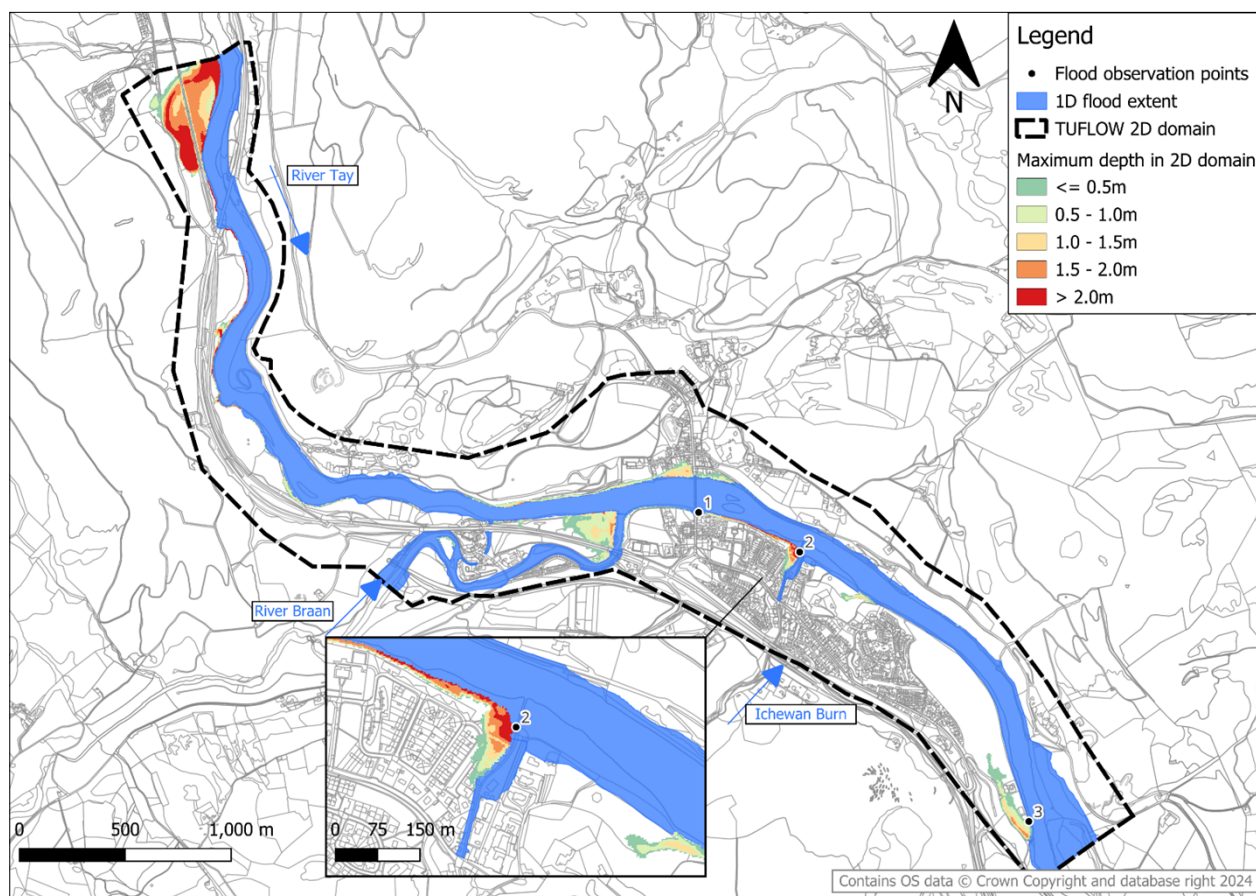 Legend
Flood observation points
1D flood extent
TUFLOW 2D domain
Maximum depth in 2D domain
<= 0.5m
0.5 - 1.0m
1.0 - 1.5m
1.5 - 2.0m
> 2.0m
N
River Tay
1
2
River Braan
Ichewan Burn
2
3
0 500 1,000 m
0 75 150 m
Contains OS data © Crown Copyright and database right 2024